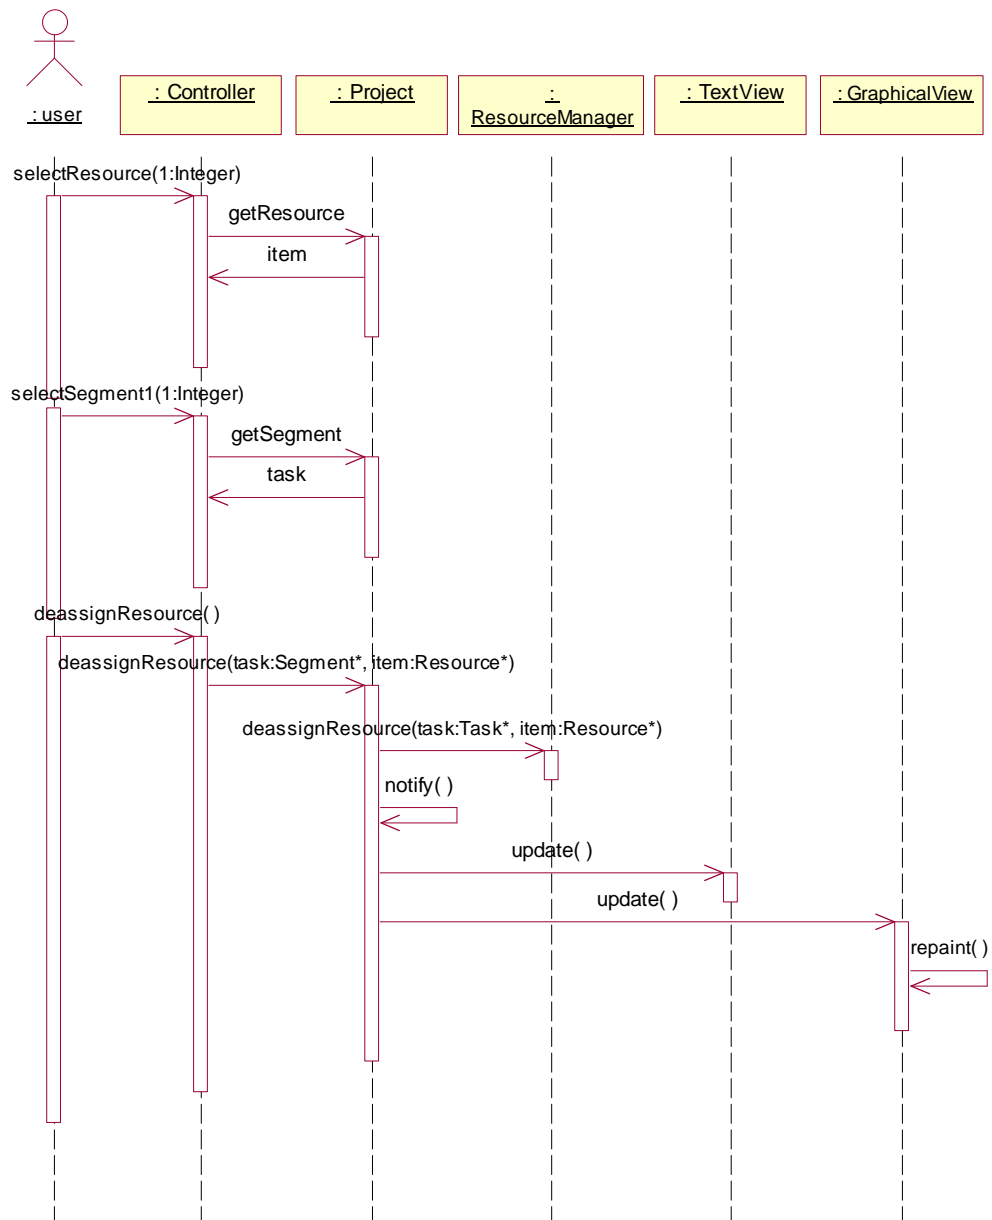 : user
: Controller
: Project
:
ResourceManager
: TextView
: GraphicalView
selectResource(1:Integer)
getResource
item
selectSegment1(1:Integer)
getSegment
task
deassignResource( )
deassignResource(task:Segment*, item:Resource*)
deassignResource(task:Task*, item:Resource*)
notify( )
update( )
update( )
repaint( )